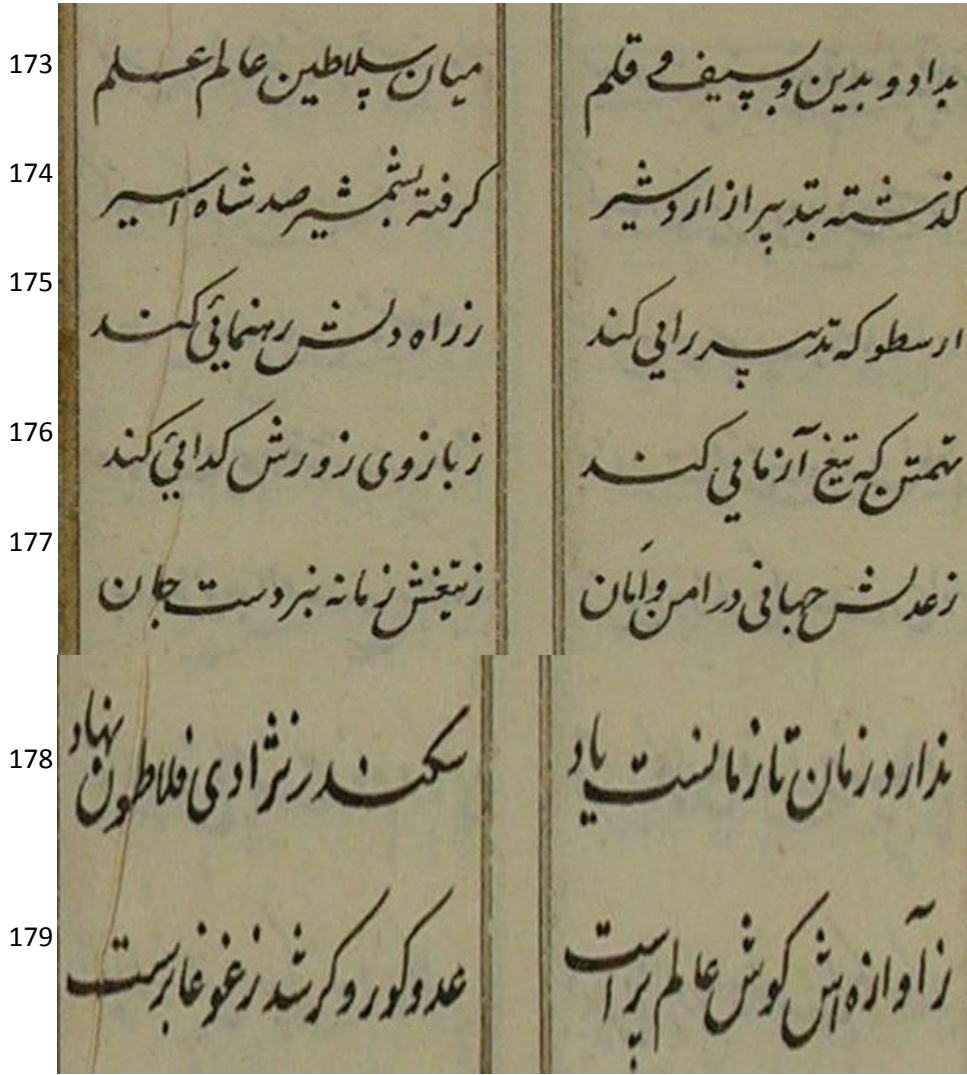 173 بداد و بدین و بسیف و قلم میان سلاطین عالم علم
174 کذشته بتدبیر از اردشیر کرفته بشمشیر صد شاه اسیر
175 ارسطو که تدبیر رایی کند ز راه دلش رهنمائی کند
176 تهمتن که تیغ آزمایی کند ز بازوی زورش کدائی کند
177 ز عدلش جهانی در امن و اَمان ز تیغش زمانه نبردست جان
178 ندارد زمان تا زمانست یاد سکندر نژادی فلاطون نهاد
179 ز آوازه‌اش کوش عالم پر است عدو کور و کر شد ز غوغا برست